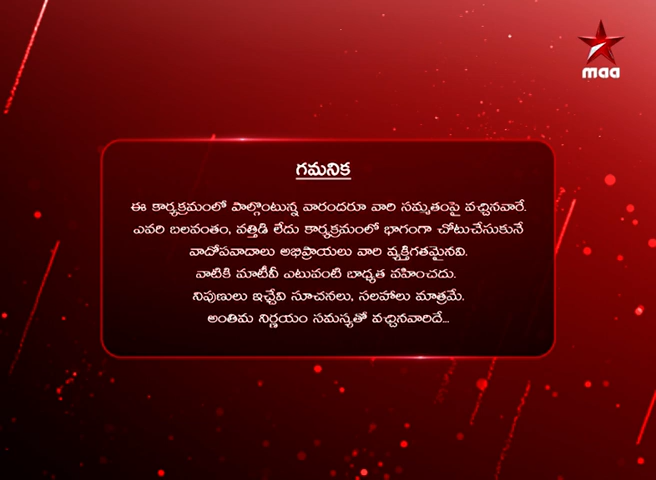 maa
గమనిక
ఈ కార్యక్రమంలో పాల్గొంటున్న వారందరూ వారి సమ్మతంపై వచ్చినవారే.
ఎవరి బలవంతం, వత్తిడి లేదు కార్యక్రమంలో భాగంగా చోటుచేసుకునే
వాదోపవాదాలు అభిప్రాయలు వారి వ్యక్తిగతమైనవి.
వాటికి మాటీవీ ఎటువంటి బాధ్యత వహించదు.
నిపుణులు ఇచ్చేవి సూచనలు, సలహాలు మాత్రమే.
అంతిమ నిర్ణయం సమస్యతో వచ్చినవారిదే...